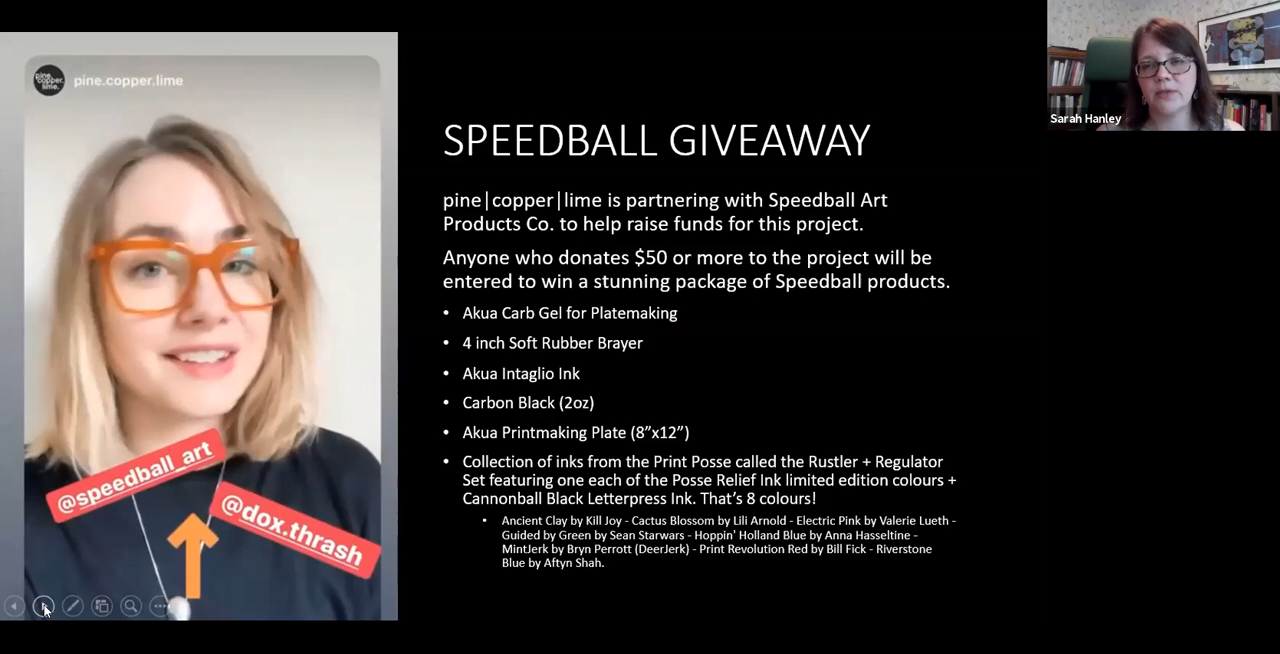 pine.
copper.
lime.
pine.copper.lime
@speedball_art
@dox.thrash
SPEEDBALL GIVEAWAY
pine|copper|lime is partnering with Speedball Art
Products Co. to help raise funds for this project.
Anyone who donates $50 or more to the project will be
entered to win a stunning package of Speedball products.
• Akua Carb Gel for Platemaking
• 4 inch Soft Rubber Brayer
• Akua Intaglio Ink
• Carbon Black (2oz)
• Akua Printmaking Plate (8”x12”)
• Collection of inks from the Print Posse called the Rustler + Regulator
Set featuring one each of the Posse Relief Ink limited edition colours +
Cannonball Black Letterpress Ink. That’s 8 colours!
• Ancient Clay by Kill Joy - Cactus Blossom by Lili Arnold - Electric Pink by Valerie Lueth -
Guided by Green by Sean Starwars - Hoppin' Holland Blue by Anna Hasseltine -
MintJerk by Bryn Perrott (DeerJerk) - Print Revolution Red by Bill Fick - Riverstone
Blue by Aftyn Shah.
Sarah Hanley